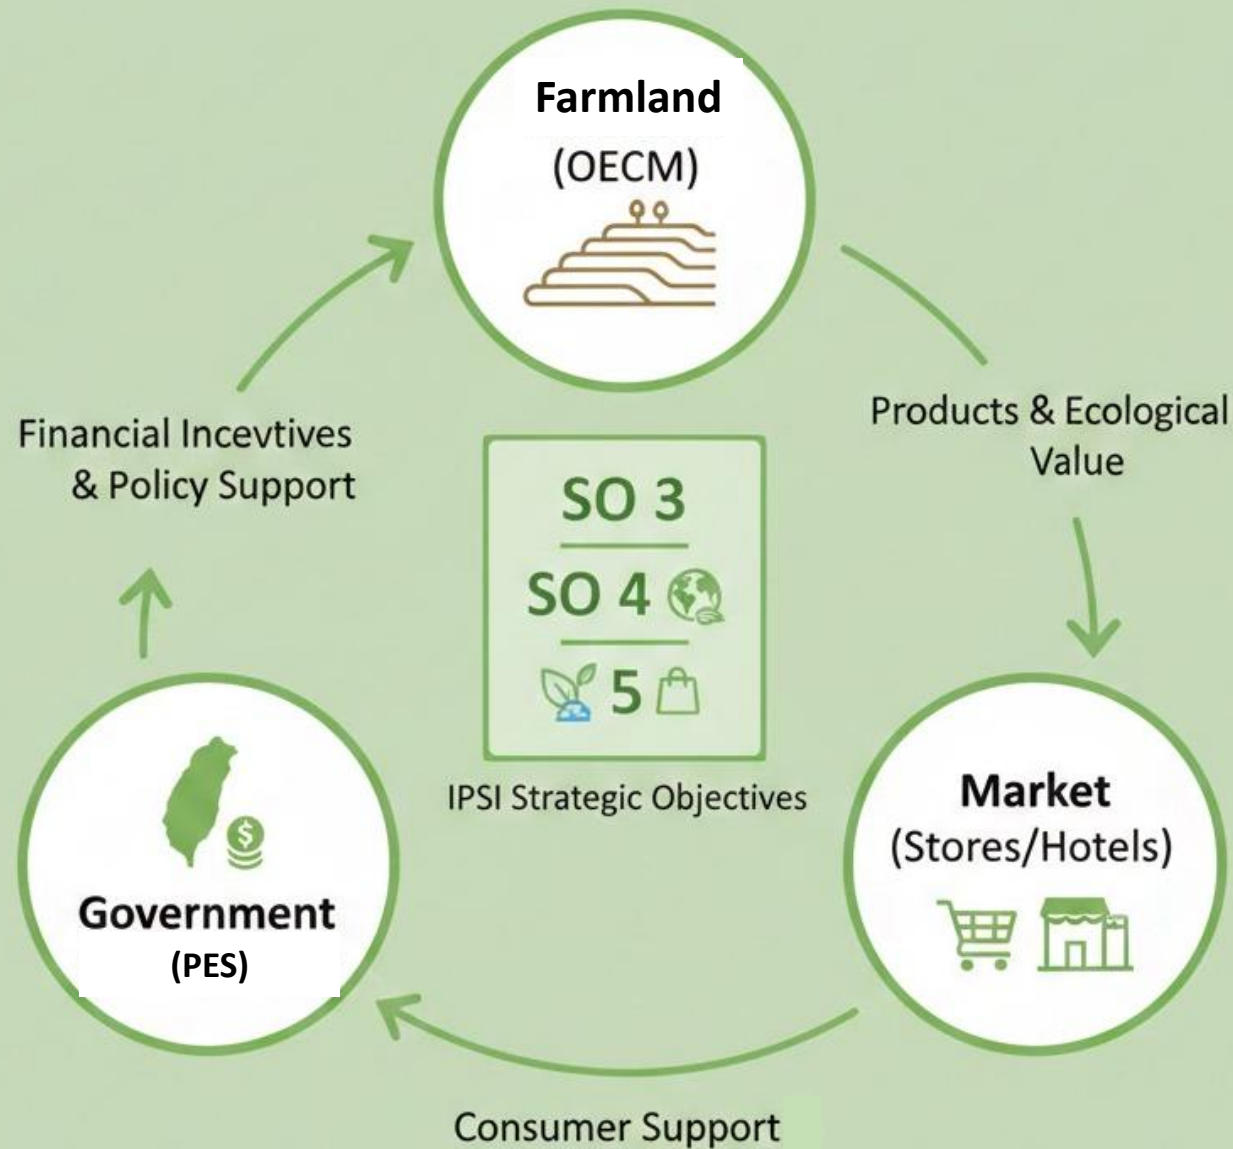 Farmland
(OECM)
Financial Incevtives
& Policy Support
Products & Ecological
Value
SO 3
SO 4
5
IPSI Strategic Objectives
$
Government
(PES)
Market
(Stores/Hotels)
Consumer Support